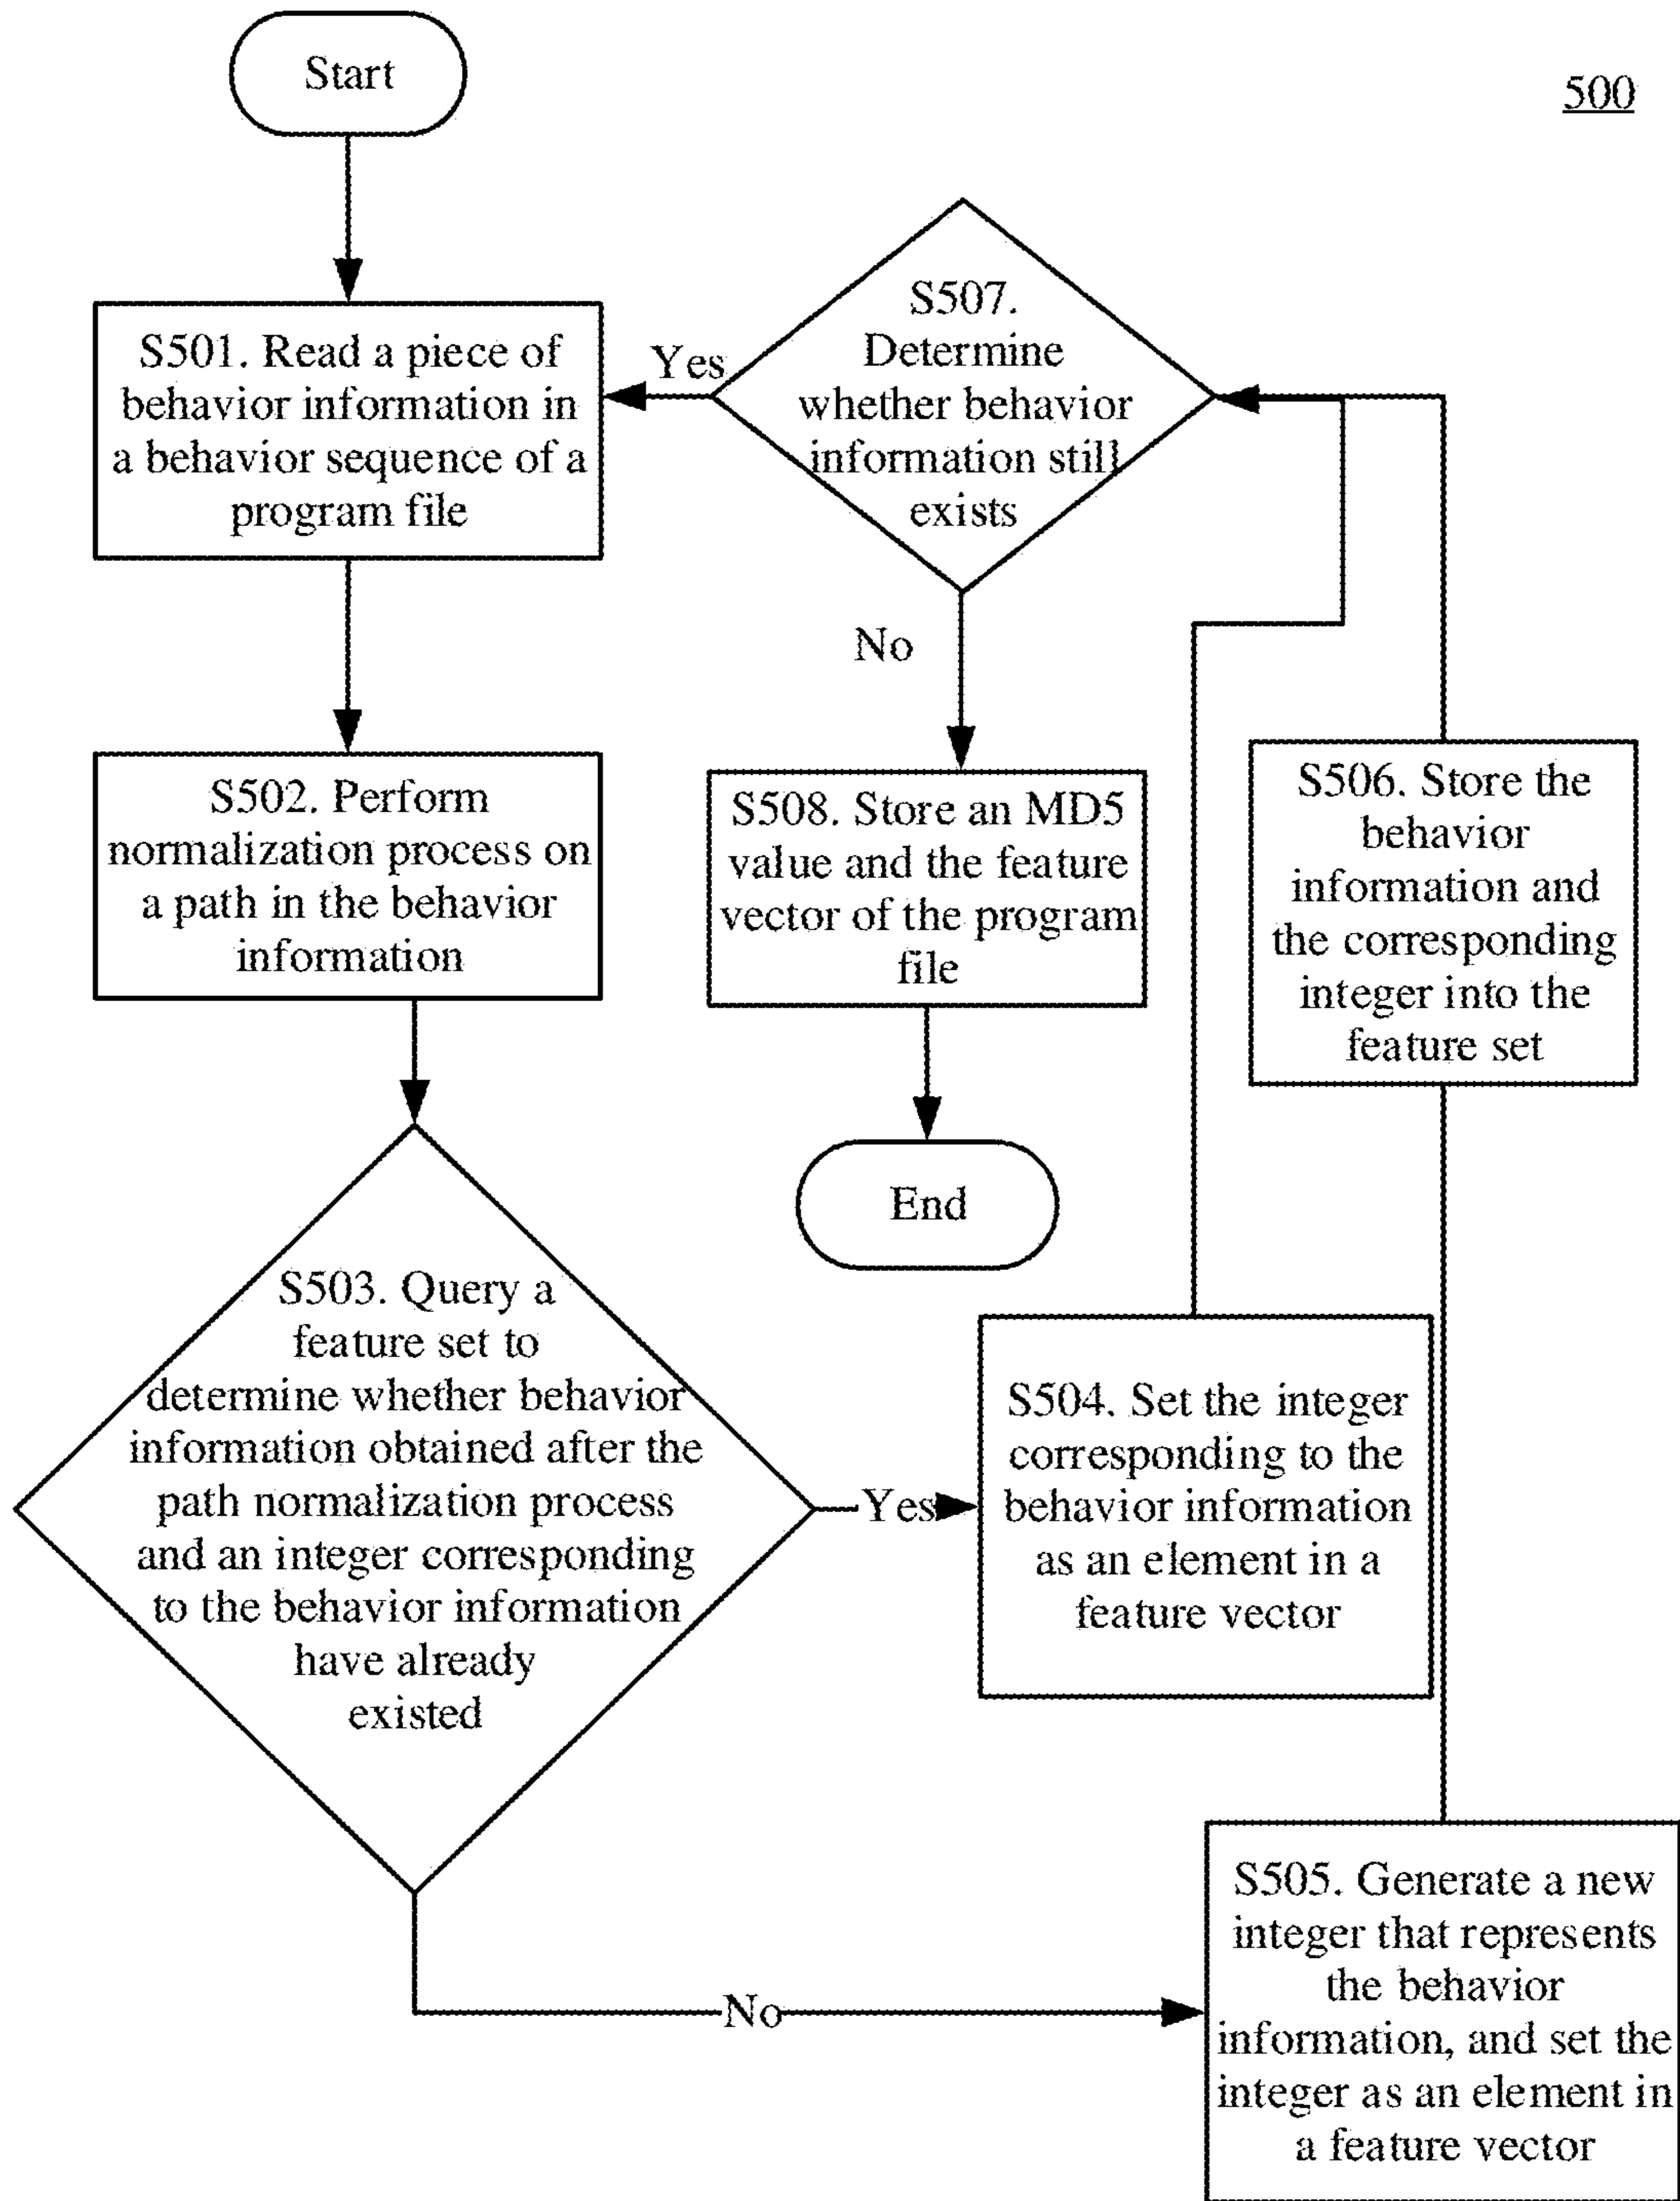 Start
500
S501. Read a piece of
behavior information in
a behavior sequence of a
program file
Yes
S507.
Determine
whether behavior
information still
exists
No
S502. Perform
normalization process on
a path in the behavior
information
S508. Store an MD5
value and the feature
vector of the program
file
S506. Store the
behavior
information and
the corresponding
integer into the
feature set
End
S503. Query a
feature set to
determine whether behavior
information obtained after the
path normalization process
and an integer corresponding
to the behavior information
have already
existed
Yes
S504. Set the integer
corresponding to the
behavior information
as an element in a
feature vector
No
S505. Generate a new
integer that represents
the behavior
information, and set the
integer as an element in
a feature vector